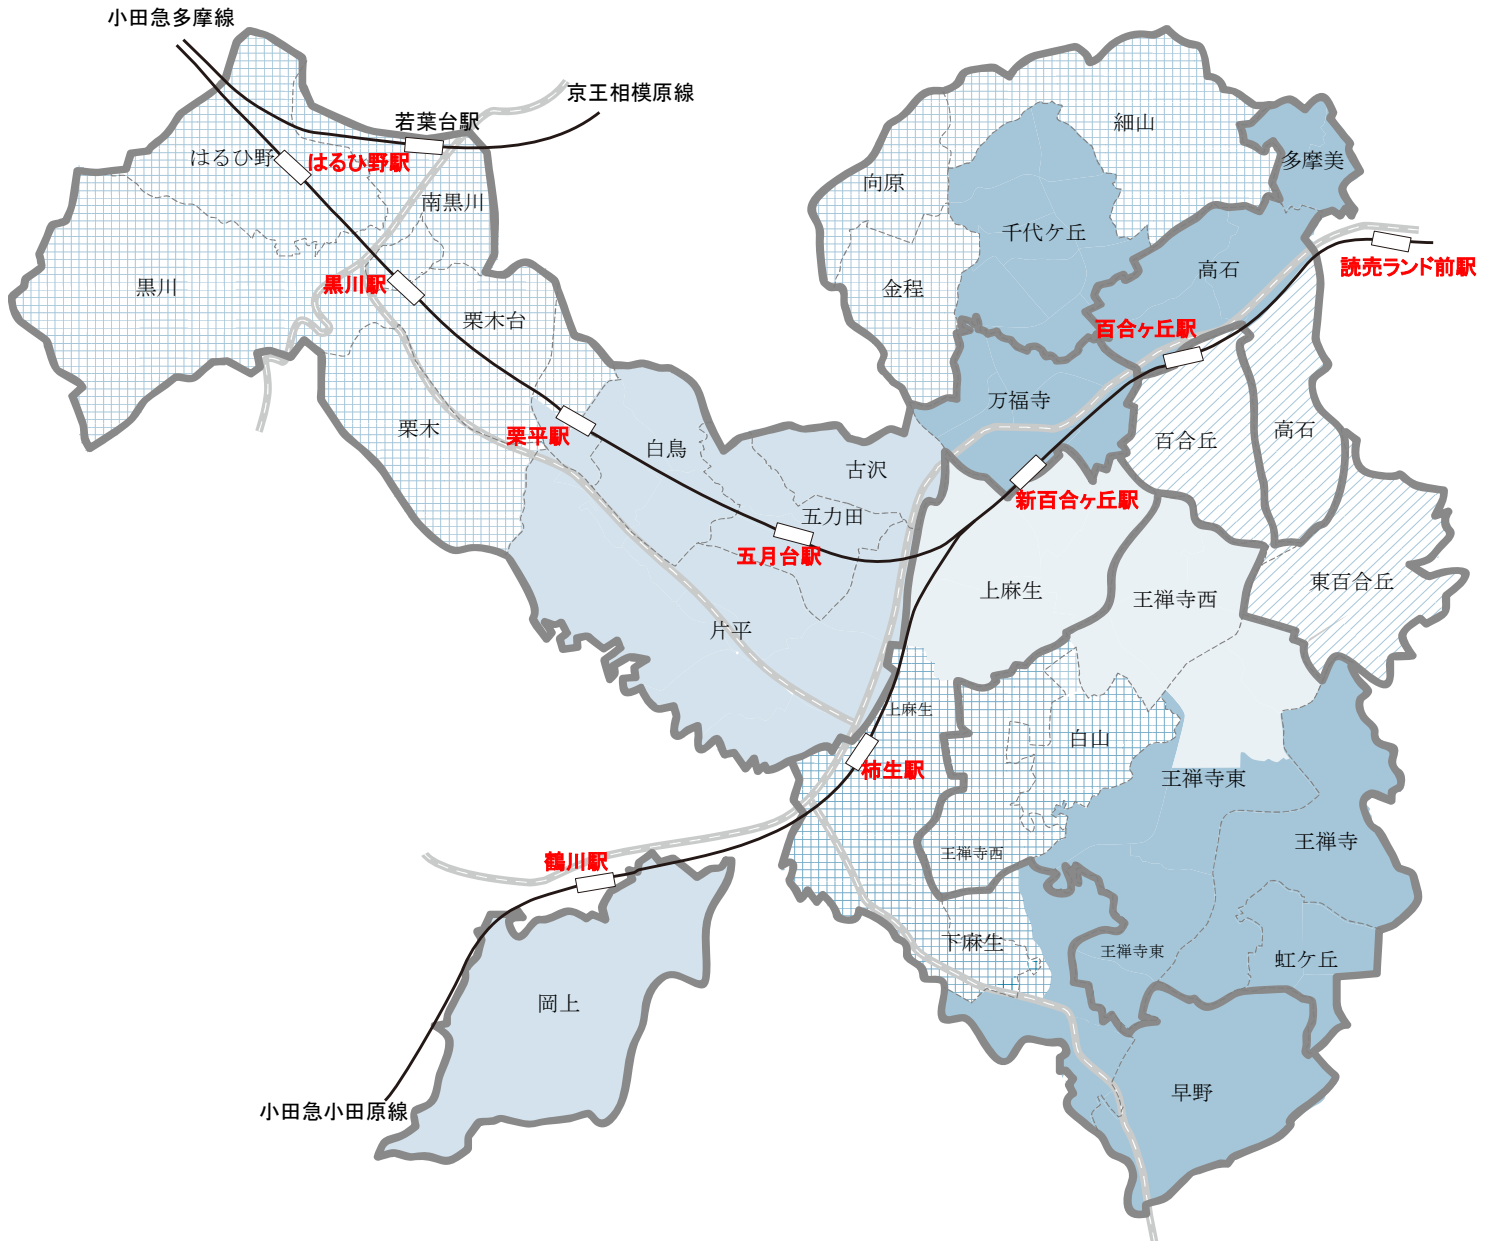 小田急多摩線
京王相模原線
若葉台駅
細山
はるひ野
はるひ野駅
多摩美
向原
南黒川
千代ケ丘
高石
読売ランド前駅
黒川
黒川駅
金程
栗木台
百合ヶ丘駅
万福寺
栗木
栗平駅
白鳥
古沢
百合丘
高石
新百合ヶ丘駅
五力田
五月台駅
上麻生
王禅寺西
東百合丘
片平
上麻生
白山
柿生駅
王禅寺東
王禅寺
王禅寺西
鶴川駅
下麻生
王禅寺東
虹ケ丘
岡上
早野
小田急小田原線